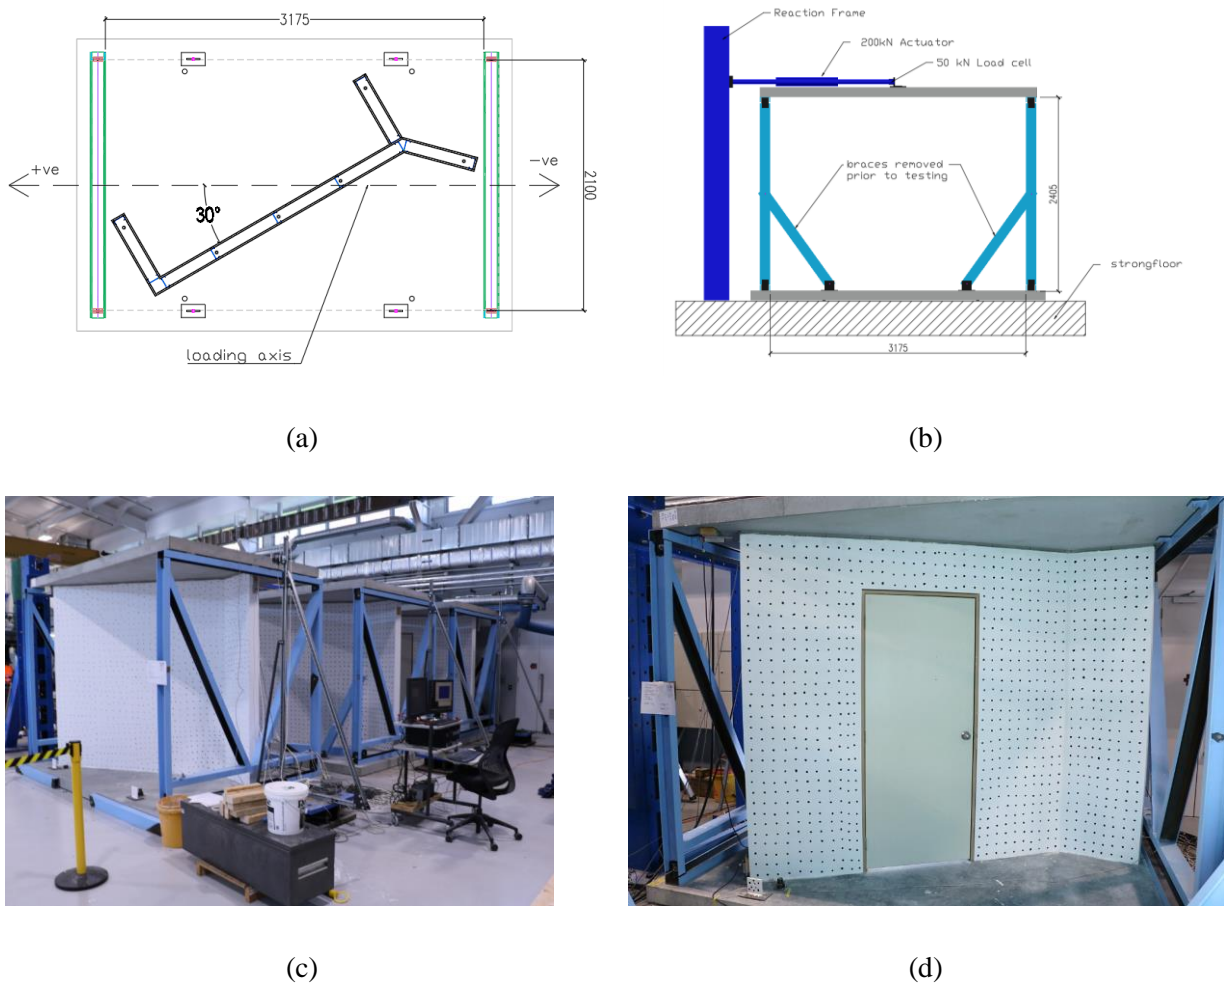 3175
+ve
-ve
30°
2100
loading axis
(a)
Reaction Frame
200kN Actuator
50 kN Load cell
braces removed
prior to testing
2405
strongfloor
3175
(b)
(c)
(d)